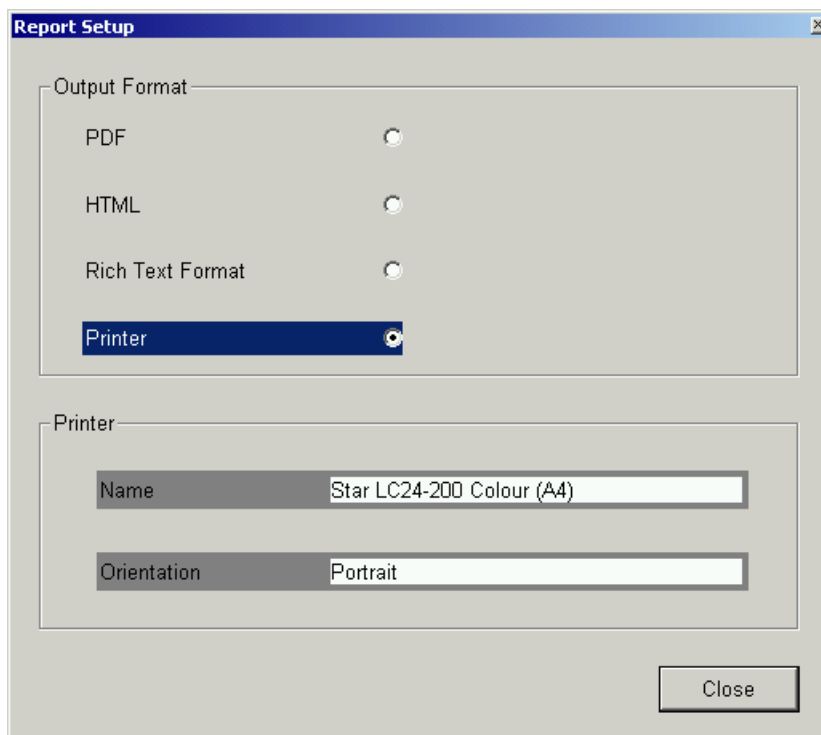 Report Setup
Output Format
PDF
HTML
Rich Text Format
Printer
Printer
Name Star LC24-200 Colour (A4)
Orientation Portrait
Close